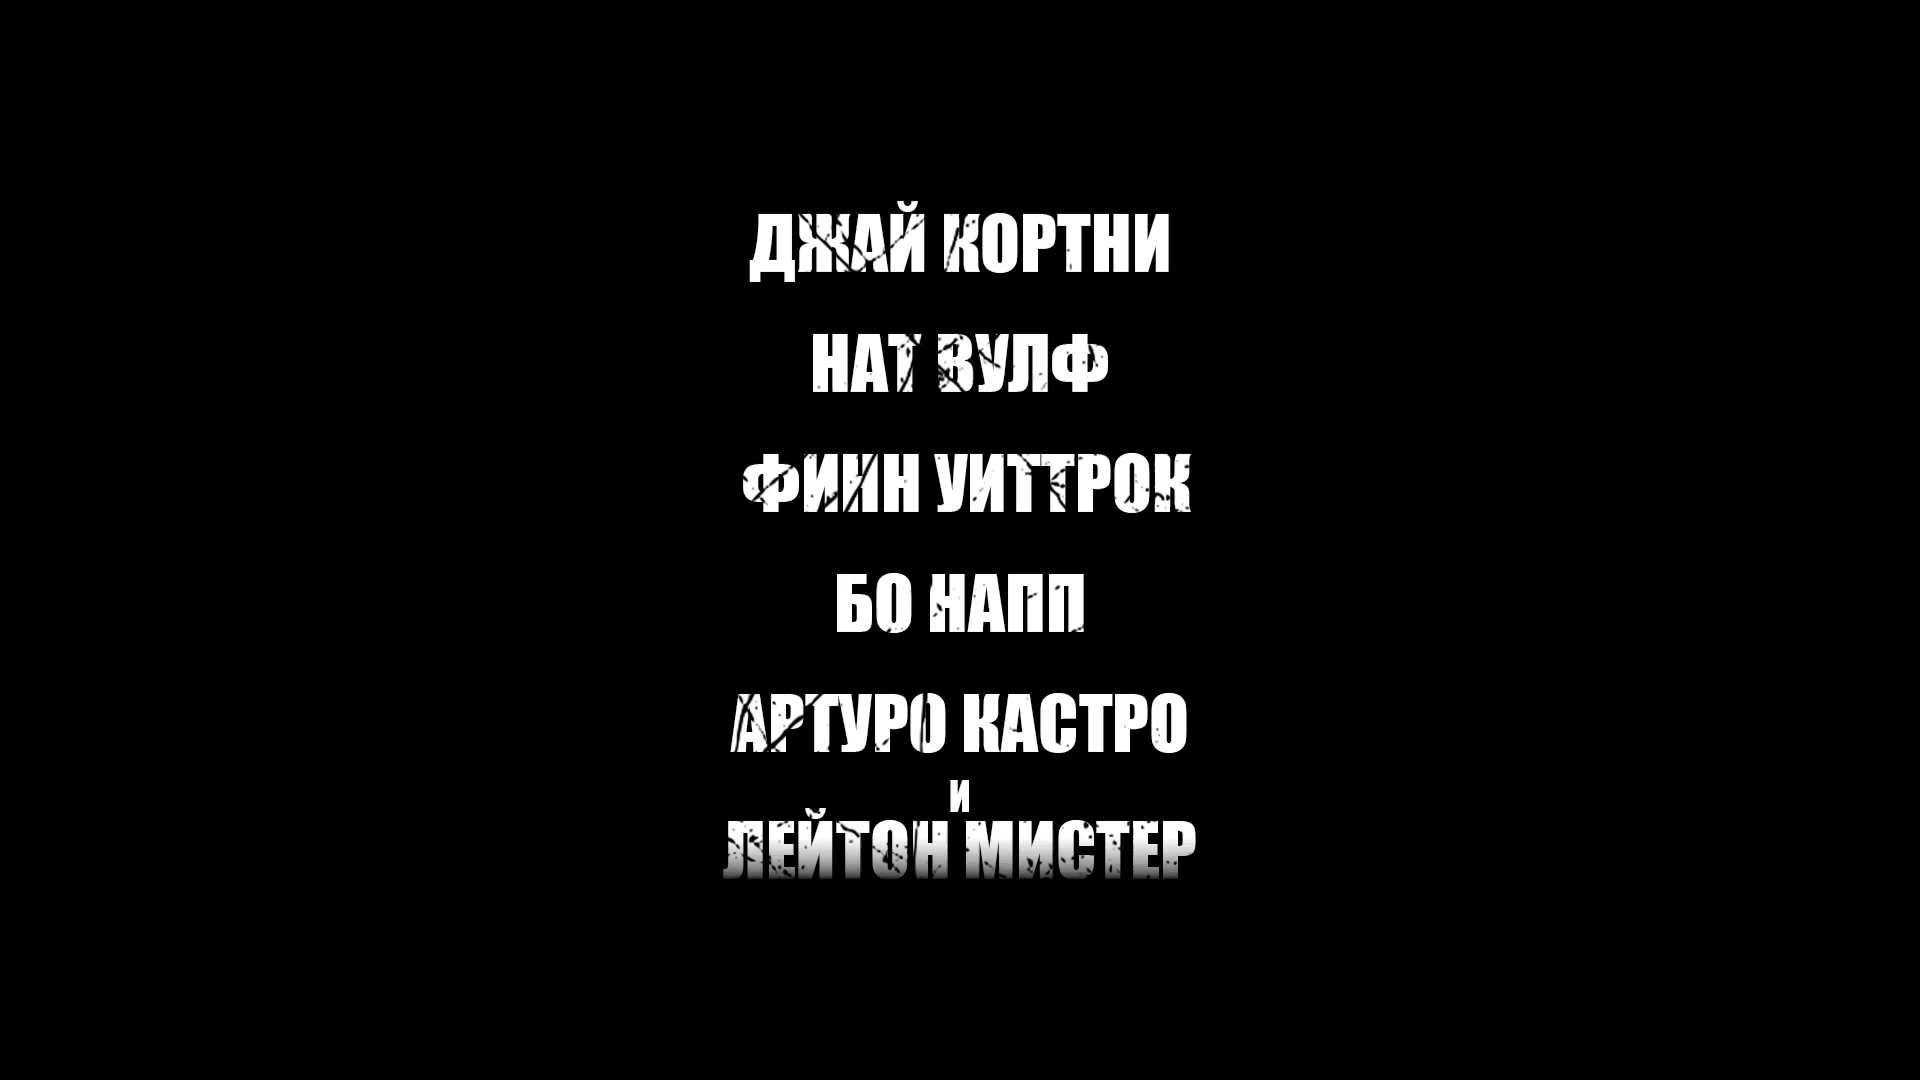 ДЖАЙ КОРТНИ
НАТ ВУЛФ
ФИНН УИТТРОК
БО НАПП
АРТУРО КАСТРО
И
ЛЕЙТОН МИСТЕР